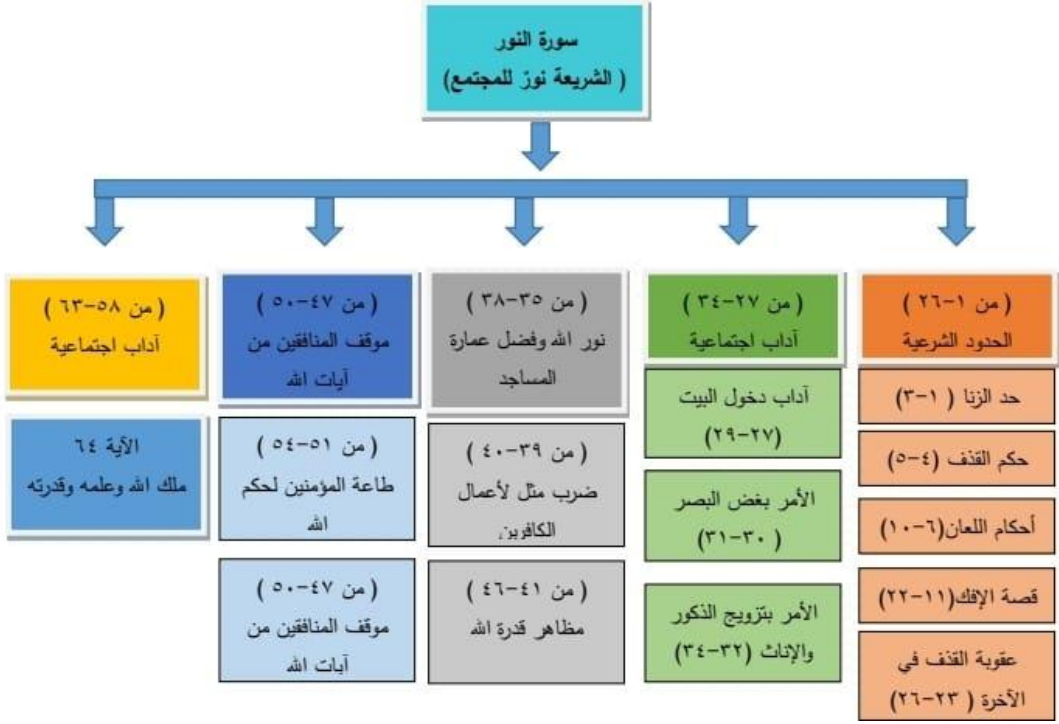 سورة النور
( الشريعة نورٌ للمجتمع)
( من ١-٢٦ )
الحدود الشرعية
حد الزنا ( ١-٣)
حكم القذف (٤-٥)
أحكام اللعان(٦-١٠)
قصة الإفك(١١-٢٢)
عقوبة القذف في
الأخرة ( ٢٣-٢٦)
( من ٢٧-٣٤ )
آداب اجتماعية
آداب دخول البيت
(٢٧-٢٩)
الأمر بغض البصر
( ٣٠-٣١)
الأمر بتزويج الذكور
والإناث (٣٢-٣٤)
( من ٣٥-٣٨ )
نور الله وفضل عمارة
المساجد
( من ٣٩-٤٠ )
ضرب مثل لأعمال
الكافرين
( من ٤١-٤٦ )
مظاهر قدرة الله
( من ٤٧-٥٠ )
موقف المنافقين من
آيات الله
( من ٥١-٥٤ )
طاعة المؤمنين لحكم
الله
( من ٤٧-٥٠ )
موقف المنافقين من
آيات الله
( من ٥٨-٦٣ )
آداب اجتماعية
الآية ٦٤
ملك الله وعلمه وقدرته